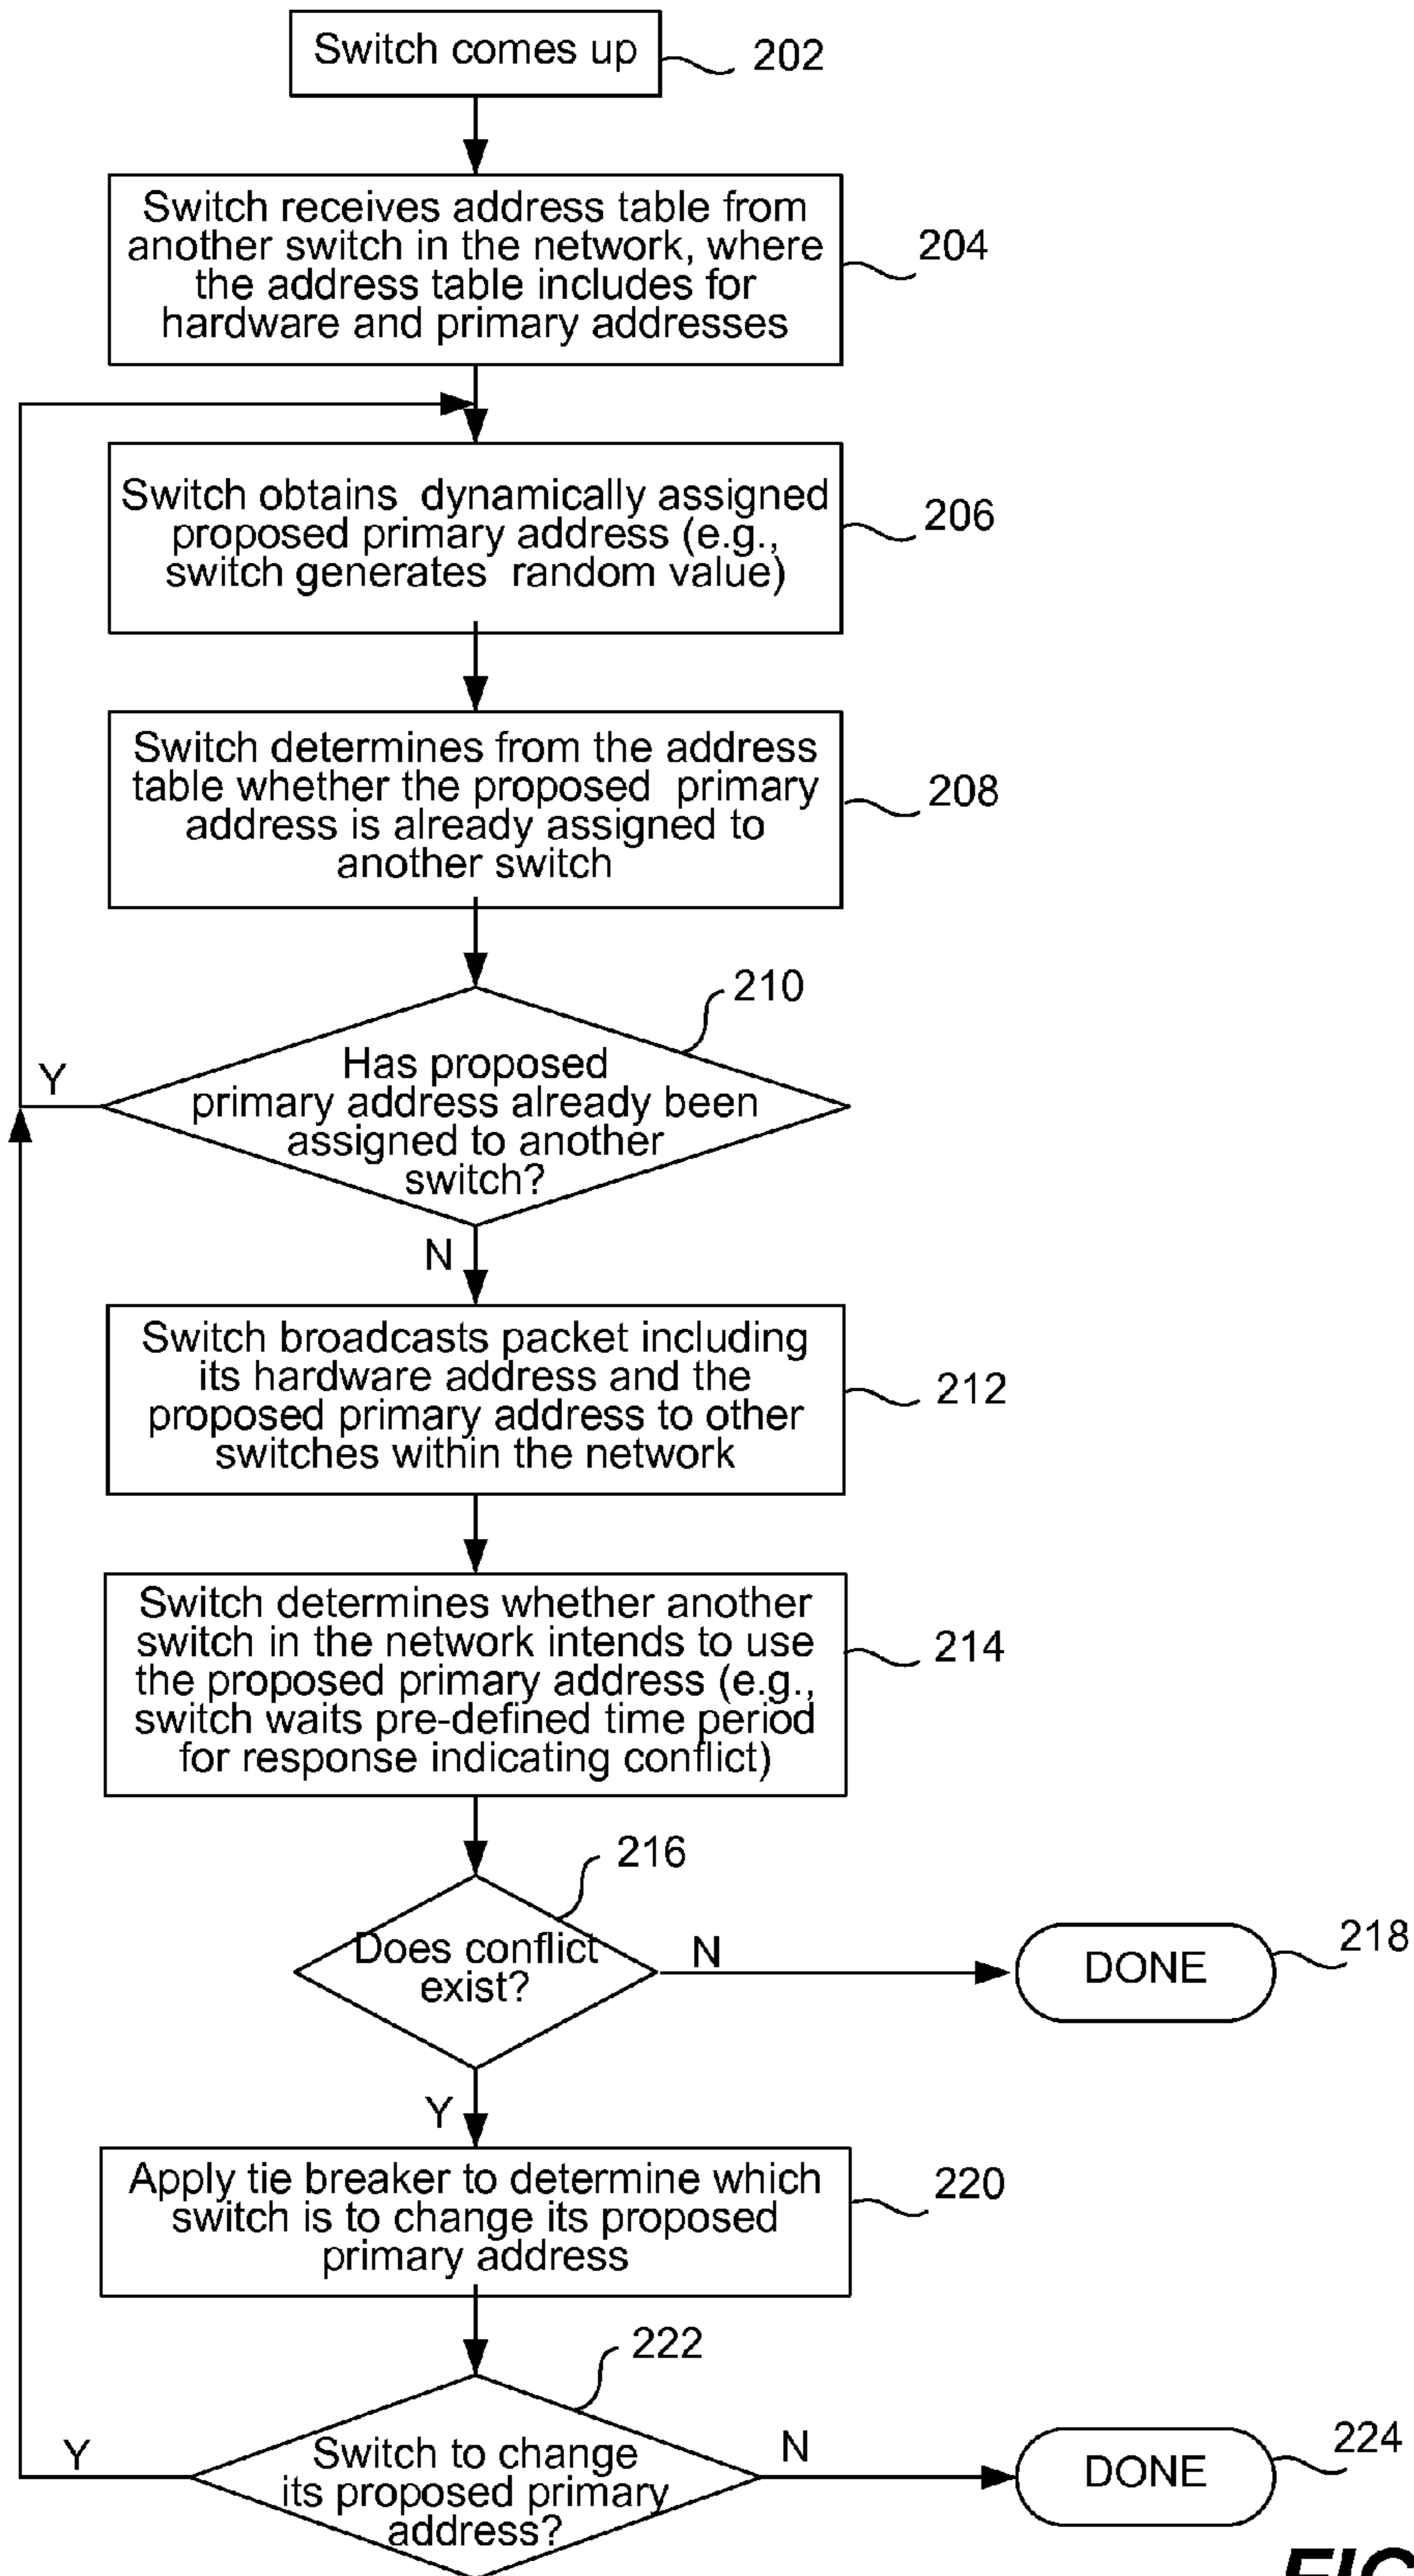 Switch comes up
202
Switch receives address table from
another switch in the network, where
the address table includes for
hardware and primary addresses
204
Switch obtains dynamically assigned
proposed primary address (e.g.,
switch generates random value)
206
Switch determines from the address
table whether the proposed primary
address is already assigned to
another switch
208
210
Has proposed
primary address already been
assigned to another
switch?
Y
N
Switch broadcasts packet including
its hardware address and the
proposed primary address to other
switches within the network
212
Switch determines whether another
switch in the network intends to use
the proposed primary address (e.g.,
switch waits pre-defined time period
for response indicating conflict)
214
216
Does conflict
exist?
N
DONE
218
Y
Apply tie breaker to determine which
switch is to change its proposed
primary address
220
222
Switch to change
its proposed primary
address?
Y
N
DONE
224
FIG